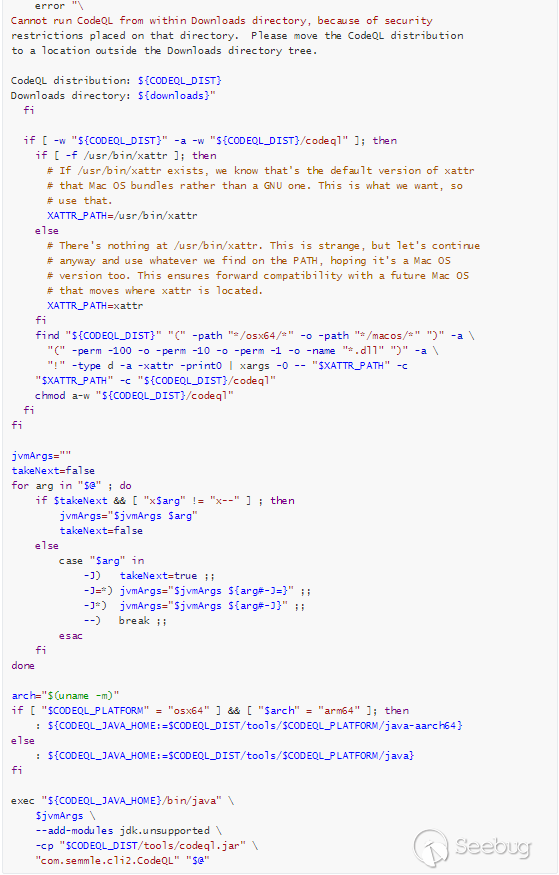 error "\
Cannot run CodeQL from within Downloads directory, because of security
restrictions placed on that directory.  Please move the CodeQL distribution
to a location outside the Downloads directory tree.

CodeQL distribution: ${CODEQL_DIST}
Downloads directory: ${downloads}"
  fi

  if [ -w "${CODEQL_DIST}" -a -w "${CODEQL_DIST}/codeql" ]; then
    if [ -f /usr/bin/xattr ]; then
      # If /usr/bin/xattr exists, we know that's the default version of xattr
      # that Mac OS bundles rather than a GNU one. This is what we want, so
      # use that.
      XATTR_PATH=/usr/bin/xattr
    else
      # There's nothing at /usr/bin/xattr. This is strange, but let's continue
      # anyway and use whatever we find on the PATH, hoping it's a Mac OS
      # version too. This ensures forward compatibility with a future Mac OS
      # that moves where xattr is located.
      XATTR_PATH=xattr
    fi
    find "${CODEQL_DIST}" "(" -path "*/osx64/*" -o -path "*/macos/*" ")" -a \
      "(" -perm -100 -o -perm -10 -o -perm -1 -o -name "*.dll" ")" -a \
      "!" -type d -a -xattr -print0 | xargs -0 -- "$XATTR_PATH" -c
    "$XATTR_PATH" -c "${CODEQL_DIST}/codeql"
    chmod a-w "${CODEQL_DIST}/codeql"
  fi
fi

jvmArgs=""
takeNext=false
for arg in "$@" ; do
    if $takeNext && [ "x$arg" != "x--" ] ; then
        jvmArgs="$jvmArgs $arg"
        takeNext=false
    else
        case "$arg" in
            -J)   takeNext=true ;;
            -J=*) jvmArgs="$jvmArgs ${arg#-J=}" ;;
            -J*)  jvmArgs="$jvmArgs ${arg#-J}" ;;
            --)   break ;;
        esac
    fi
done

arch="$(uname -m)"
if [ "$CODEQL_PLATFORM" = "osx64" ] && [ "$arch" = "arm64" ]; then
    : ${CODEQL_JAVA_HOME:=$CODEQL_DIST/tools/$CODEQL_PLATFORM/java-aarch64}
else
    : ${CODEQL_JAVA_HOME:=$CODEQL_DIST/tools/$CODEQL_PLATFORM/java}
fi

exec "${CODEQL_JAVA_HOME}/bin/java" \
    $jvmArgs \
    --add-modules jdk.unsupported \
    -cp "$CODEQL_DIST/tools/codeql.jar" \
    "com.semmle.cli2.CodeQL" "$@"
Seebug